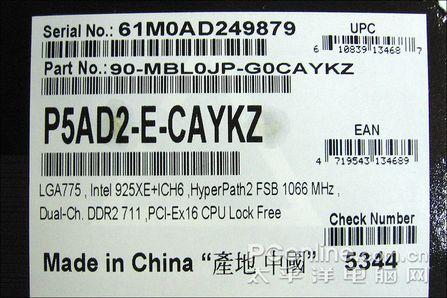 Serial No.: 61M0AD249879
UPC
6 10839 13468 7
Part No.: 90-MBL0JP-G0CAYKZ
P5AD2-E-CAYKZ
EAN
4 719543 134689
LGA775 , Intel 925XE+ICH6 , HyperPath2 FSB 1066 MHz ,
Dual-Ch. DDR2 711 , PCI-Ex16 CPU Lock Free
Check Number
Made in China “產地 中國” 5344
PConline.com.cn
太平洋电脑网